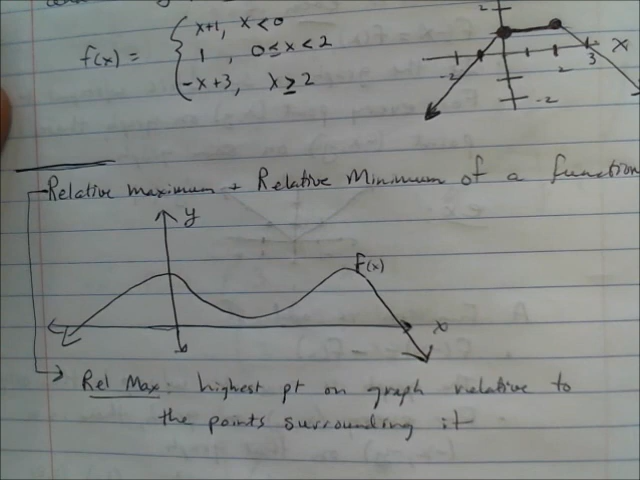 f(x) = { x+1, x<0
1, 0≤x<2
-x+3, x≥2
2
x
-2
2
3
-2
Relative maximum + Relative Minimum of a function
y
f(x)
x
Rel Max: highest pt on graph relative to
the points surrounding it